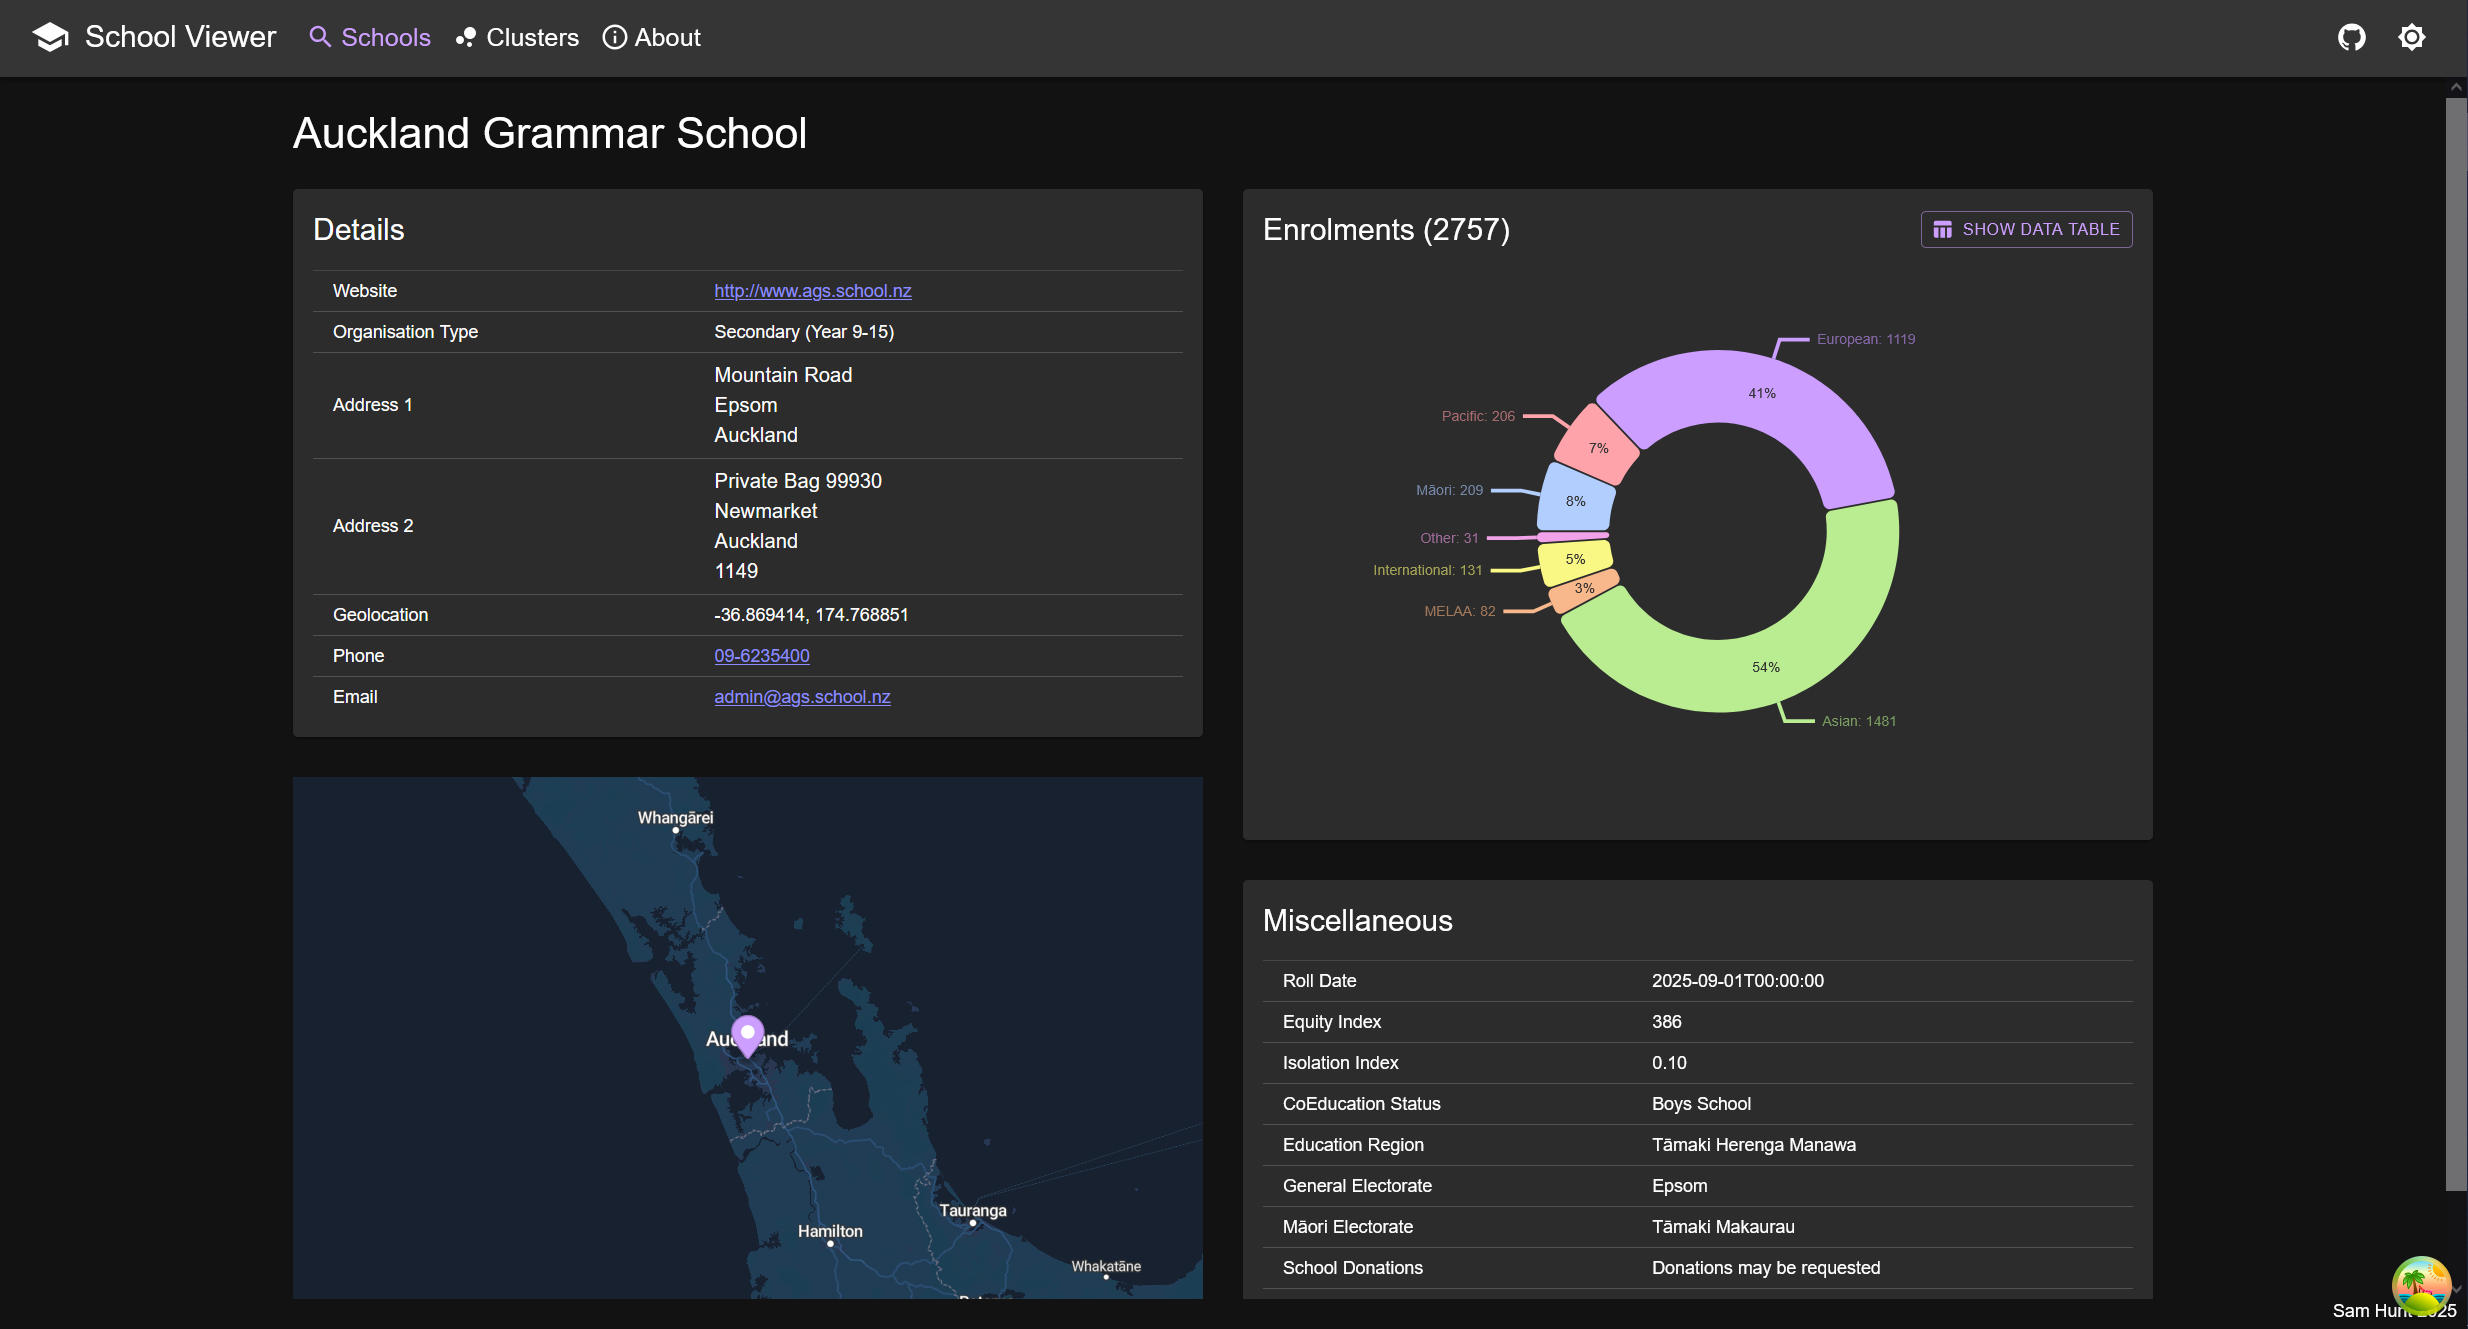 School Viewer Schools Clusters About
Auckland Grammar School
Details
Website http://www.ags.school.nz
Organisation Type Secondary (Year 9-15)
Address 1 Mountain Road
Epsom
Auckland
Address 2 Private Bag 99930
Newmarket
Auckland
1149
Geolocation -36.869414, 174.768851
Phone 09-6235400
Email admin@ags.school.nz
Whangārei
Hamilton
Tauranga
Whakatāne
Enrolments (2757) SHOW DATA TABLE
European: 1119
41%
Pacific: 206
7%
Māori: 209
8%
Other: 31
International: 131
5%
MELAA: 82
3%
54%
Asian: 1481
Miscellaneous
Roll Date 2025-09-01T00:00:00
Equity Index 386
Isolation Index 0.10
CoEducation Status Boys School
Education Region Tāmaki Herenga Manawa
General Electorate Epsom
Māori Electorate Tāmaki Makaurau
School Donations Donations may be requested
Sam Hunt 2025